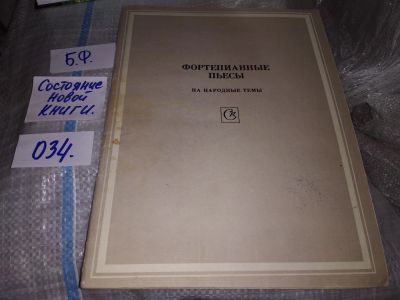 Б.Ф.
Состояние
новой
книги.
034.
ФОРТЕПИАННЫЕ
ПЬЕСЫ
НА НАРОДНЫЕ ТЕМЫ